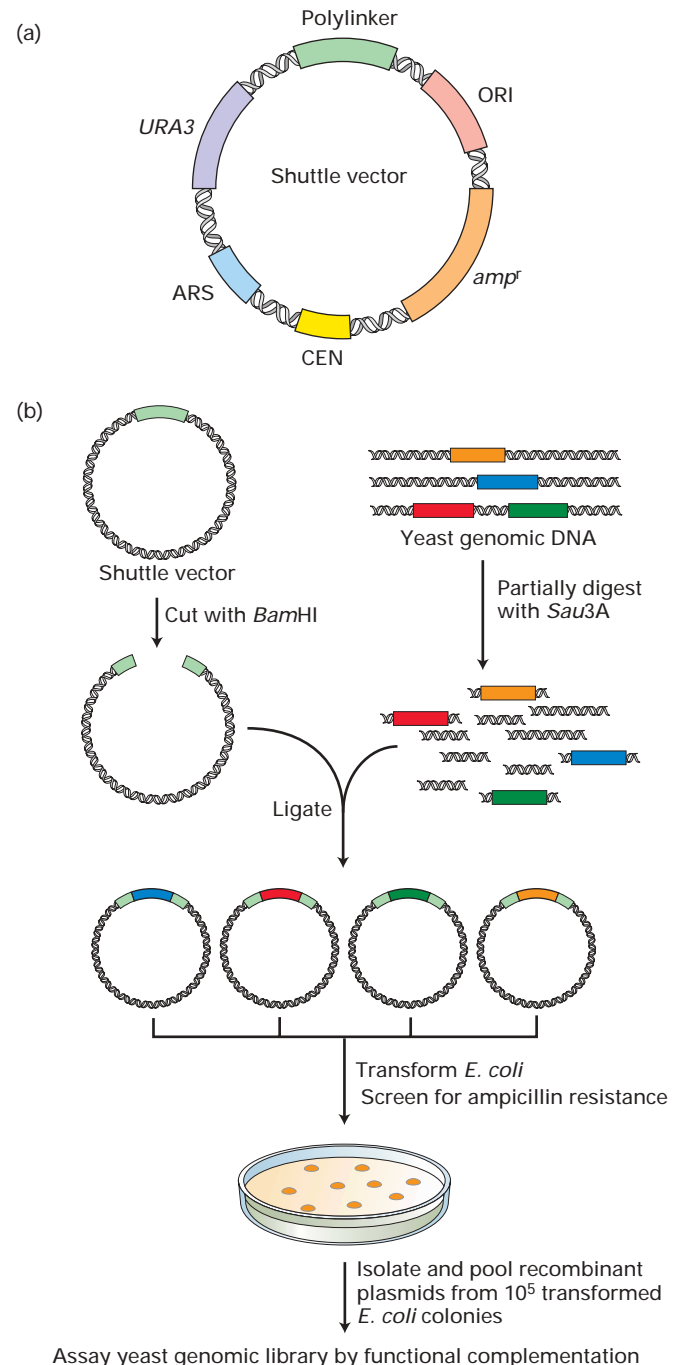 (a)
Polylinker
ORI
URA3
Shuttle vector
ampʳ
ARS
CEN
(b)
Shuttle vector
Yeast genomic DNA
Cut with BamHI
Partially digest
with Sau3A
Ligate
Transform E. coli
Screen for ampicillin resistance
Isolate and pool recombinant
plasmids from 10⁵ transformed
E. coli colonies
Assay yeast genomic library by functional complementation